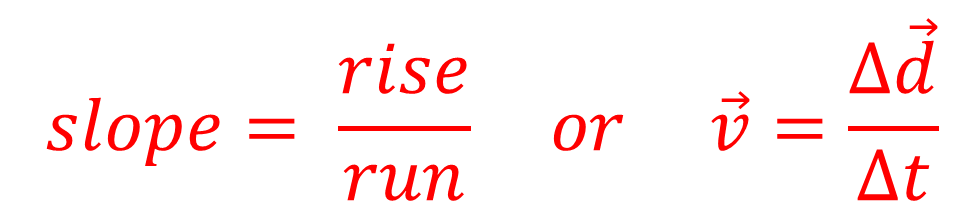 slope = rise/run or v⃗ = Δd⃗/Δt